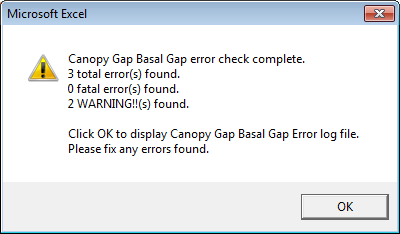 Microsoft Excel
Canopy Gap Basal Gap error check complete.
3 total error(s) found.
0 fatal error(s) found.
2 WARNING!!(s) found.
Click OK to display Canopy Gap Basal Gap Error log file.
Please fix any errors found.
OK